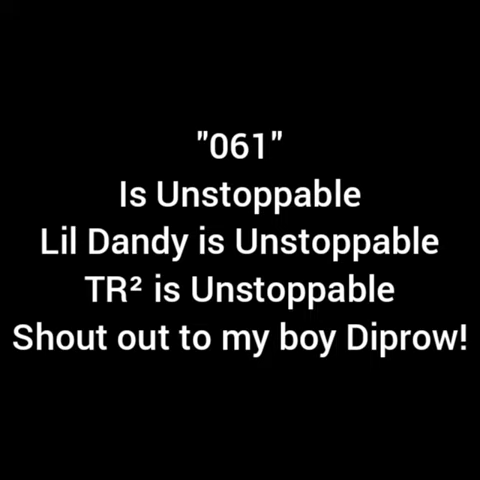 "061"
Is Unstoppable
Lil Dandy is Unstoppable
TR² is Unstoppable
Shout out to my boy Diprow!